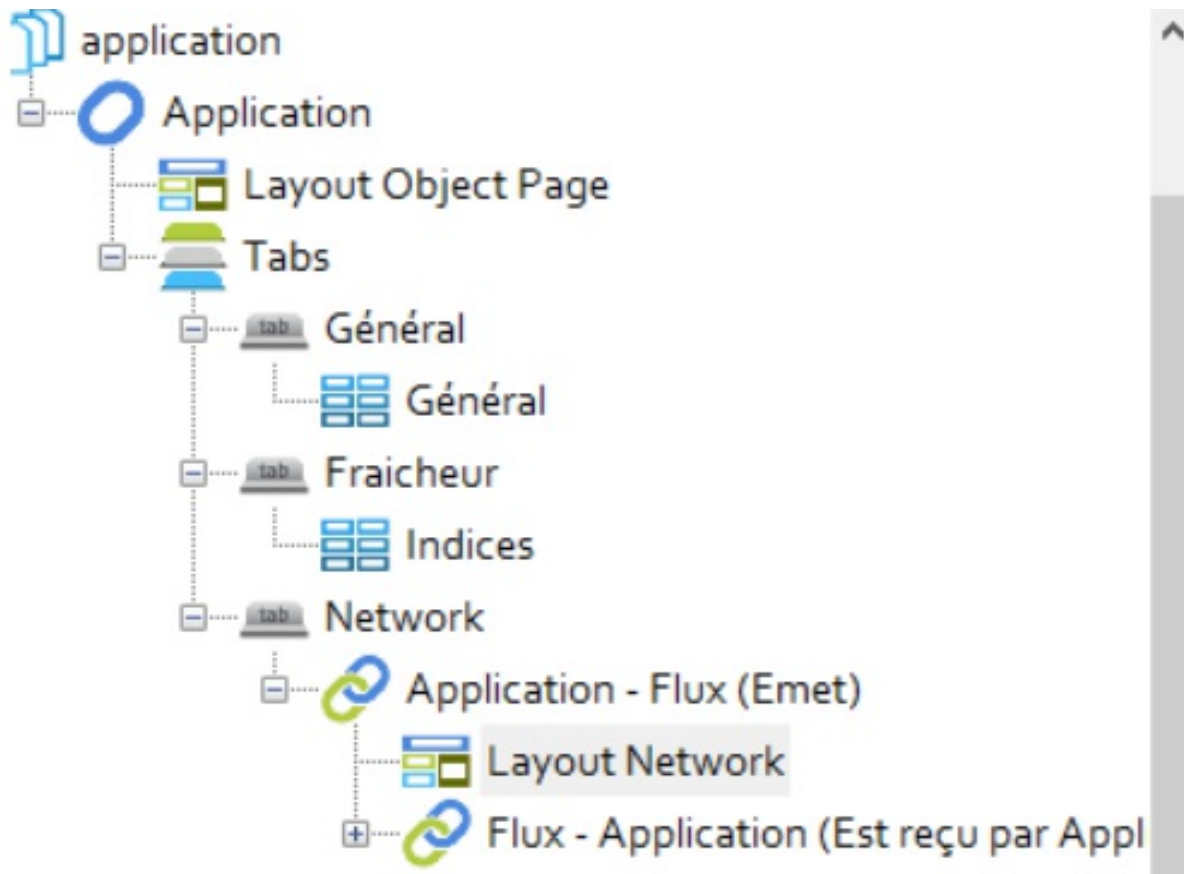 application
Application
Layout Object Page
Tabs
tab Général
Général
tab Fraicheur
Indices
tab Network
Application - Flux (Emet)
Layout Network
Flux - Application (Est reçu par Appl